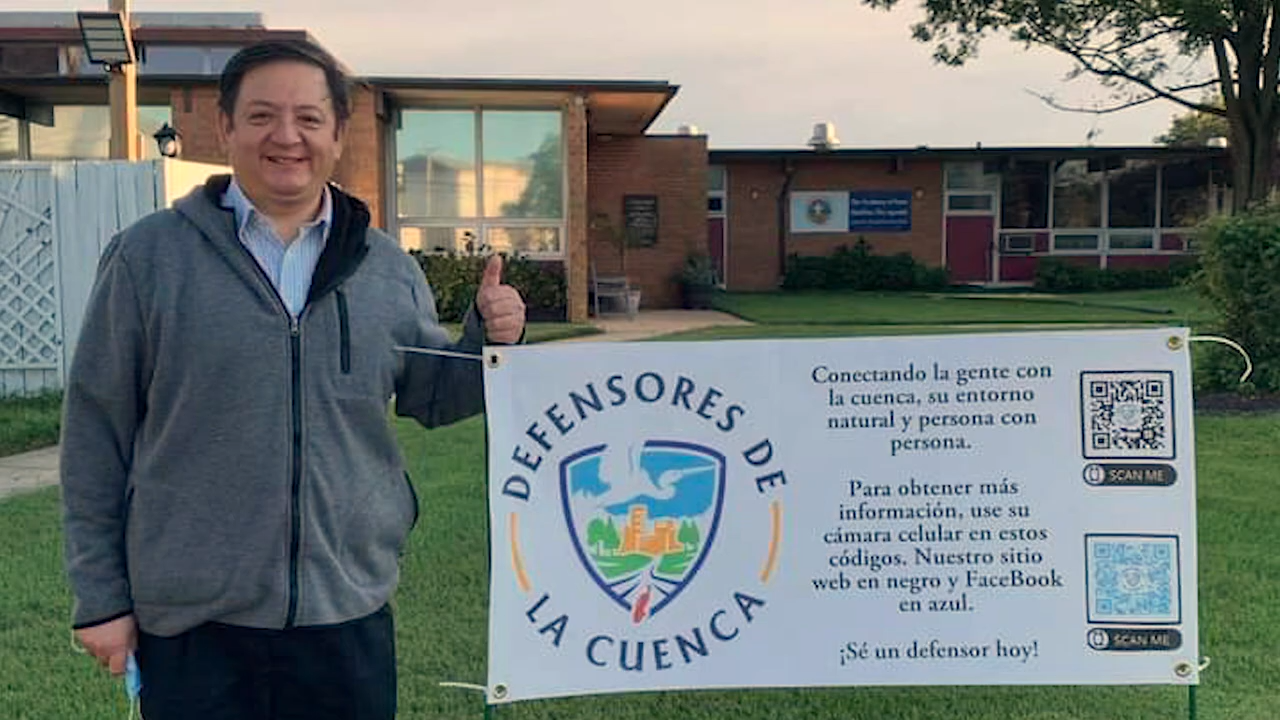 DEFENSORES DE
LA CUENCA
Conectando la gente con
la cuenca, su entorno
natural y persona con
persona.
Para obtener más
información, use su
cámara celular en estos
códigos. Nuestro sitio
web en negro y FaceBook
en azul.
¡Sé un defensor hoy!
SCAN ME
SCAN ME